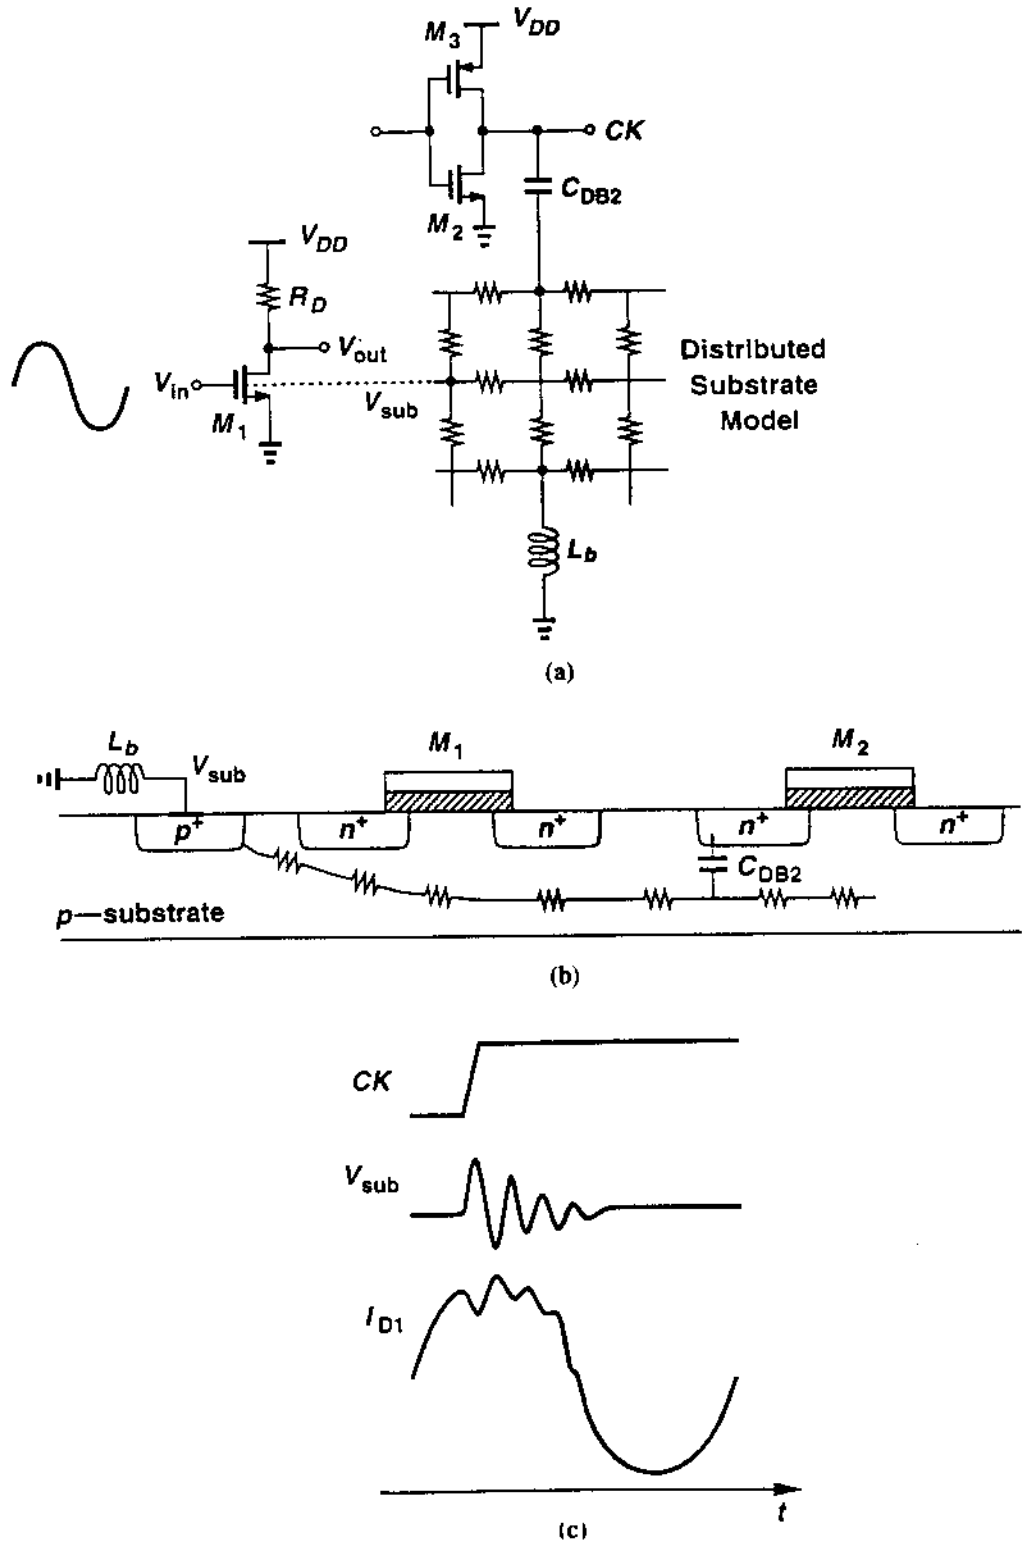 M3
VDD
CK
CDB2
M2
VDD
RD
Vout
Vin
M1
Vsub
Distributed
Substrate
Model
Lb
(a)
Lb
Vsub
M1
M2
p+
n+
n+
n+
n+
CDB2
p—substrate
(b)
CK
Vsub
ID1
t
(c)